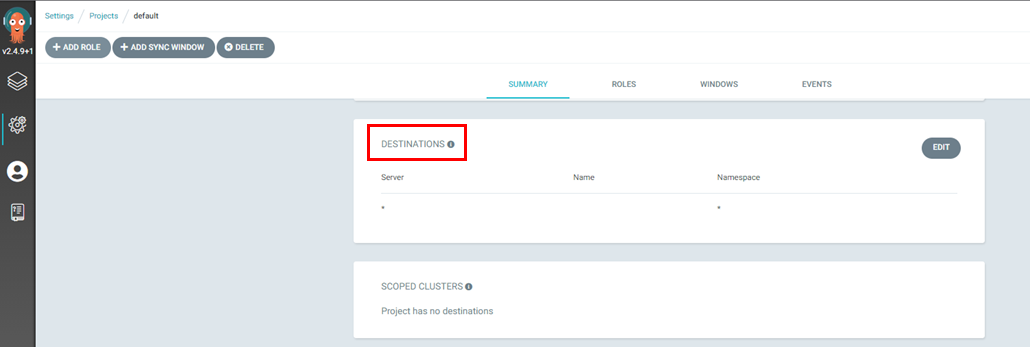 Settings / Projects / default
v2.4.9+1
ADD ROLE ADD SYNC WINDOW DELETE
SUMMARY ROLES WINDOWS EVENTS
DESTINATIONS
EDIT
Server Name Namespace
* *
SCOPED CLUSTERS
Project has no destinations